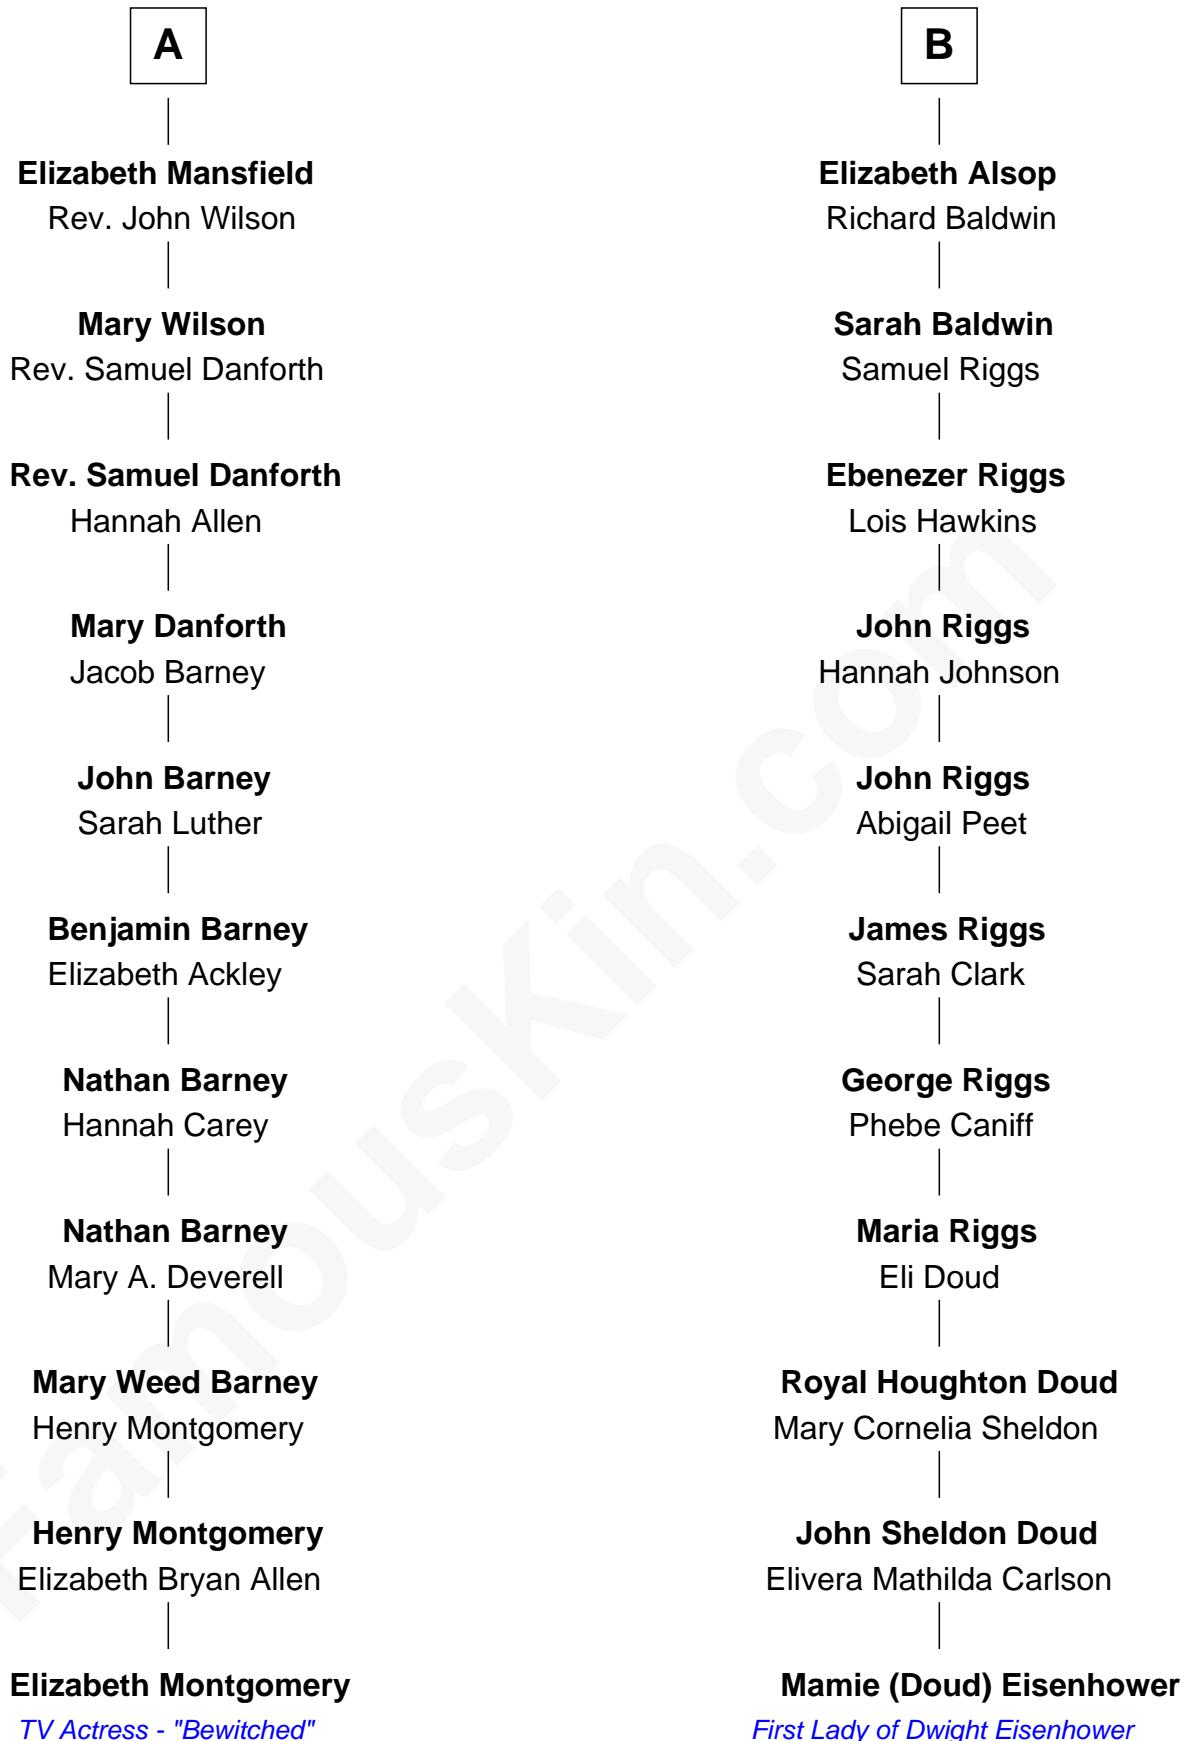 A
Elizabeth Mansfield
Rev. John Wilson
Mary Wilson
Rev. Samuel Danforth
Rev. Samuel Danforth
Hannah Allen
Mary Danforth
Jacob Barney
John Barney
Sarah Luther
Benjamin Barney
Elizabeth Ackley
Nathan Barney
Hannah Carey
Nathan Barney
Mary A. Deverell
Mary Weed Barney
Henry Montgomery
Henry Montgomery
Elizabeth Bryan Allen
Elizabeth Montgomery
TV Actress - "Bewitched"
B
Elizabeth Alsop
Richard Baldwin
Sarah Baldwin
Samuel Riggs
Ebenezer Riggs
Lois Hawkins
John Riggs
Hannah Johnson
John Riggs
Abigail Peet
James Riggs
Sarah Clark
George Riggs
Phebe Caniff
Maria Riggs
Eli Doud
Royal Houghton Doud
Mary Cornelia Sheldon
John Sheldon Doud
Elivera Mathilda Carlson
Mamie (Doud) Eisenhower
First Lady of Dwight Eisenhower
FamousKin.com